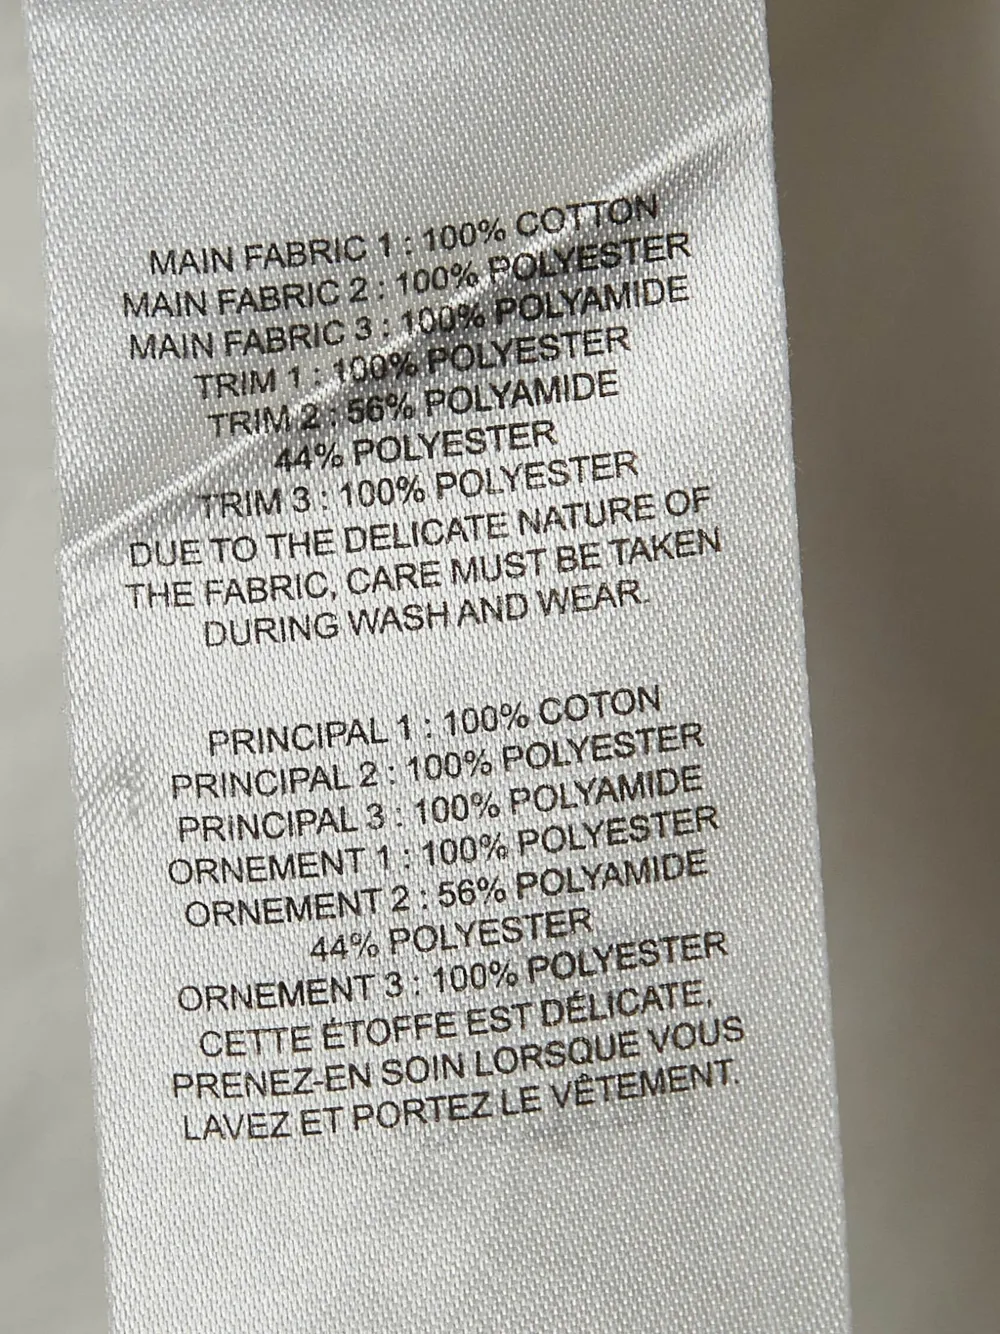 MAIN FABRIC 1 : 100% COTTON
MAIN FABRIC 2 : 100% POLYESTER
MAIN FABRIC 3 : 100% POLYAMIDE
TRIM 1 : 100% POLYESTER
TRIM 2 : 56% POLYAMIDE
44% POLYESTER
TRIM 3 : 100% POLYESTER
DUE TO THE DELICATE NATURE OF
THE FABRIC, CARE MUST BE TAKEN
DURING WASH AND WEAR.
PRINCIPAL 1 : 100% COTON
PRINCIPAL 2 : 100% POLYESTER
PRINCIPAL 3 : 100% POLYAMIDE
ORNEMENT 1 : 100% POLYESTER
ORNEMENT 2 : 56% POLYAMIDE
44% POLYESTER
ORNEMENT 3 : 100% POLYESTER
CETTE ÉTOFFE EST DÉLICATE,
PRENEZ-EN SOIN LORSQUE VOUS
LAVEZ ET PORTEZ LE VÊTEMENT.